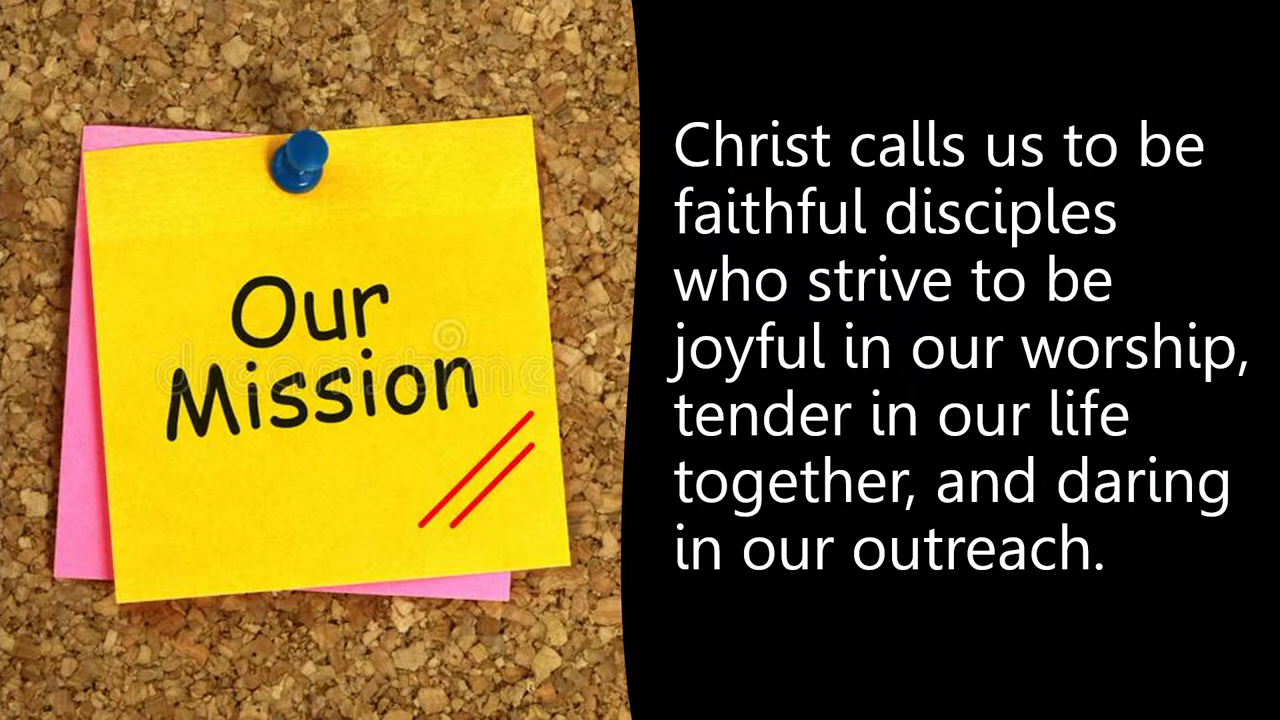 Our
Mission
Christ calls us to be
faithful disciples
who strive to be
joyful in our worship,
tender in our life
together, and daring
in our outreach.